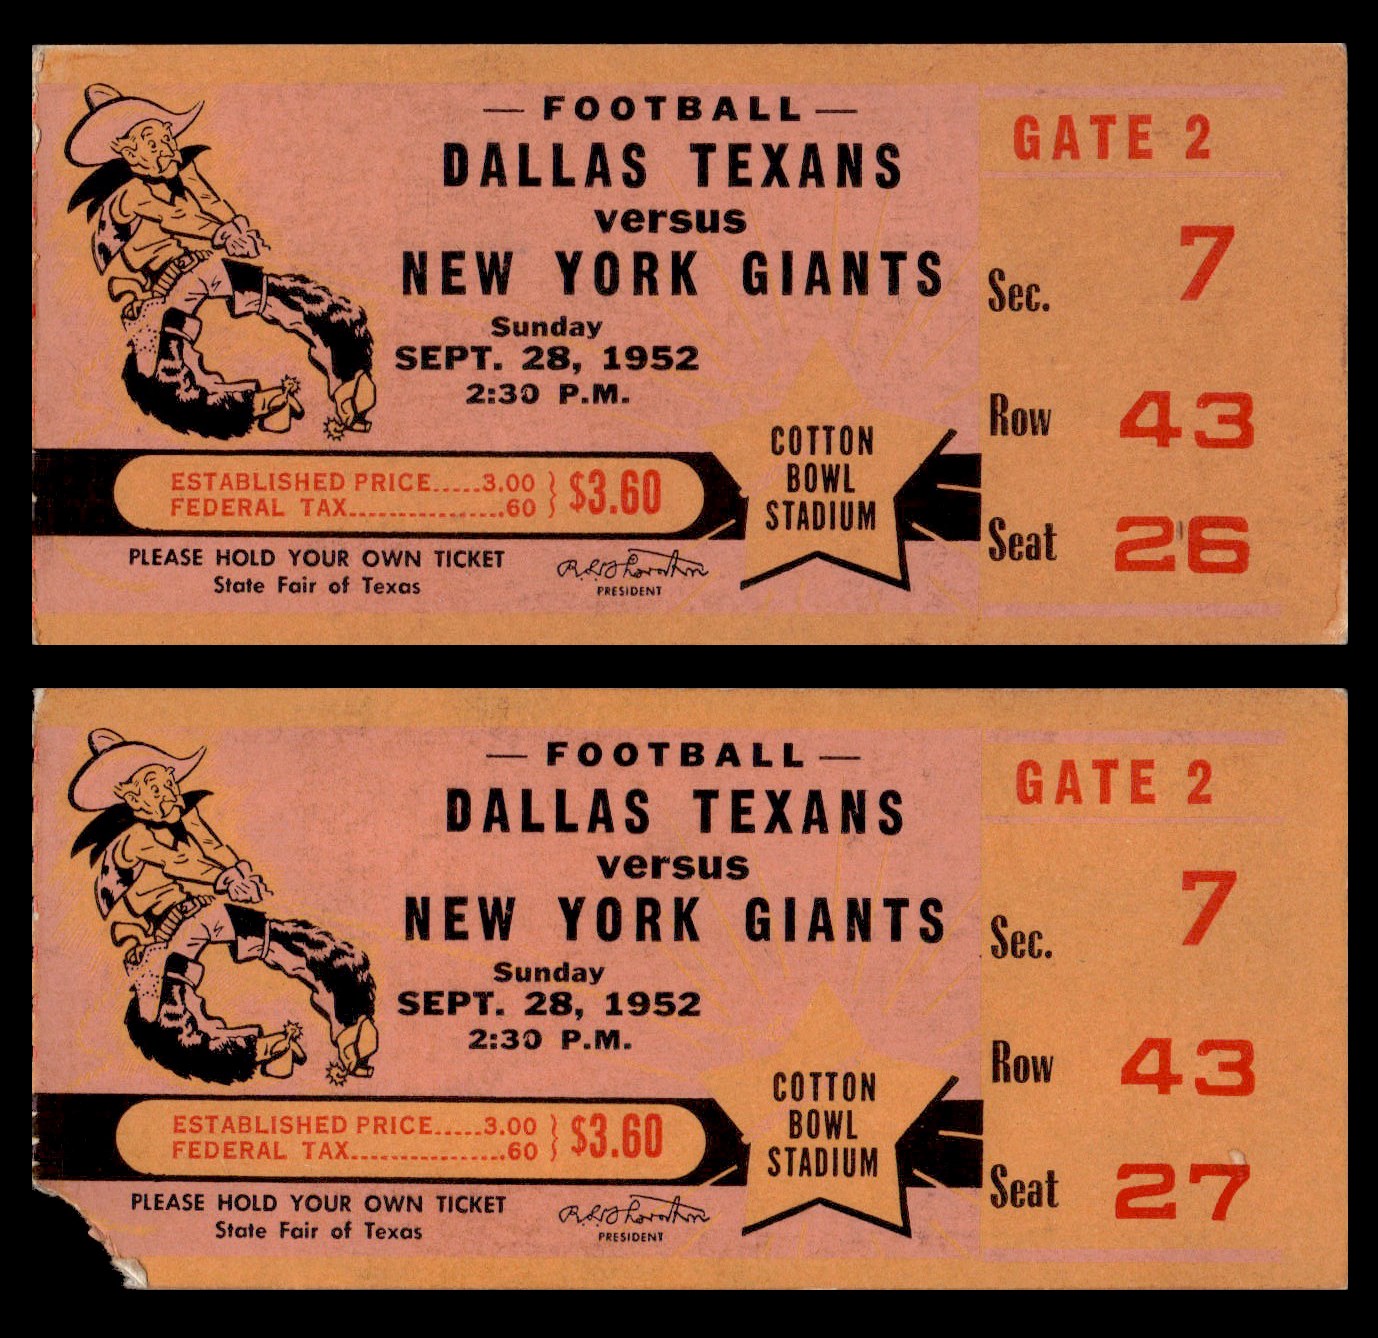 — FOOTBALL —
DALLAS TEXANS
versus
NEW YORK GIANTS
Sunday
SEPT. 28, 1952
2:30 P.M.
ESTABLISHED PRICE.....3.00
FEDERAL TAX................60
} $3.60
PLEASE HOLD YOUR OWN TICKET
State Fair of Texas
PRESIDENT
COTTON
BOWL
STADIUM
GATE 2
Sec. 7
Row 43
Seat 26
— FOOTBALL —
DALLAS TEXANS
versus
NEW YORK GIANTS
Sunday
SEPT. 28, 1952
2:30 P.M.
ESTABLISHED PRICE.....3.00
FEDERAL TAX................60
} $3.60
PLEASE HOLD YOUR OWN TICKET
State Fair of Texas
PRESIDENT
COTTON
BOWL
STADIUM
GATE 2
Sec. 7
Row 43
Seat 27